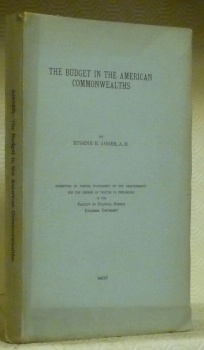 THE BUDGET IN THE AMERICAN
COMMONWEALTHS
BY
EUGENE E. AGGER, A. M.
SUBMITTED IN PARTIAL FULFILMENT OF THE REQUIREMENTS
FOR THE DEGREE OF DOCTOR OF PHILOSOPHY
IN THE
FACULTY OF POLITICAL SCIENCE
COLUMBIA UNIVERSITY